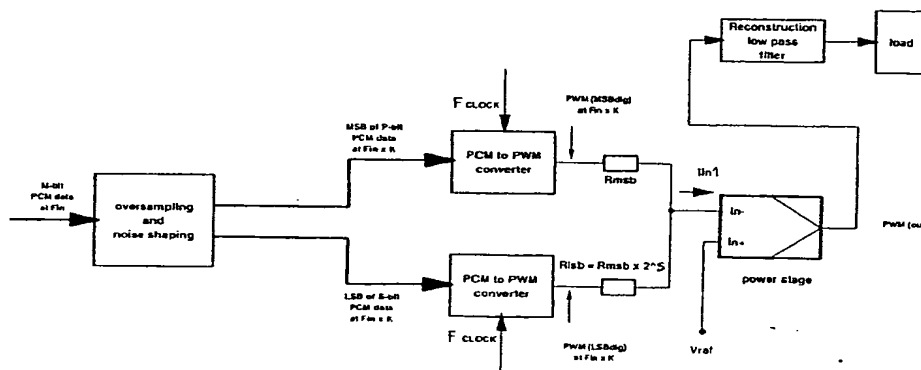 Reconstruction
low pass
filter
load
F CLOCK
PWM (MSBdig)
at Fin x K
MSB of P-bit
PCM data
at Fin x K
PCM to PWM
converter
Rmsb
Iin1
M-bit
PCM data
at Fin
oversampling
and
noise shaping
In-
In+
PWM (ou
power stage
Rlsb = Rmsb x 2^S
PCM to PWM
converter
LSB of S-bit
PCM data
at Fin x K
F CLOCK
PWM (LSBdig)
at Fin x K
Vref